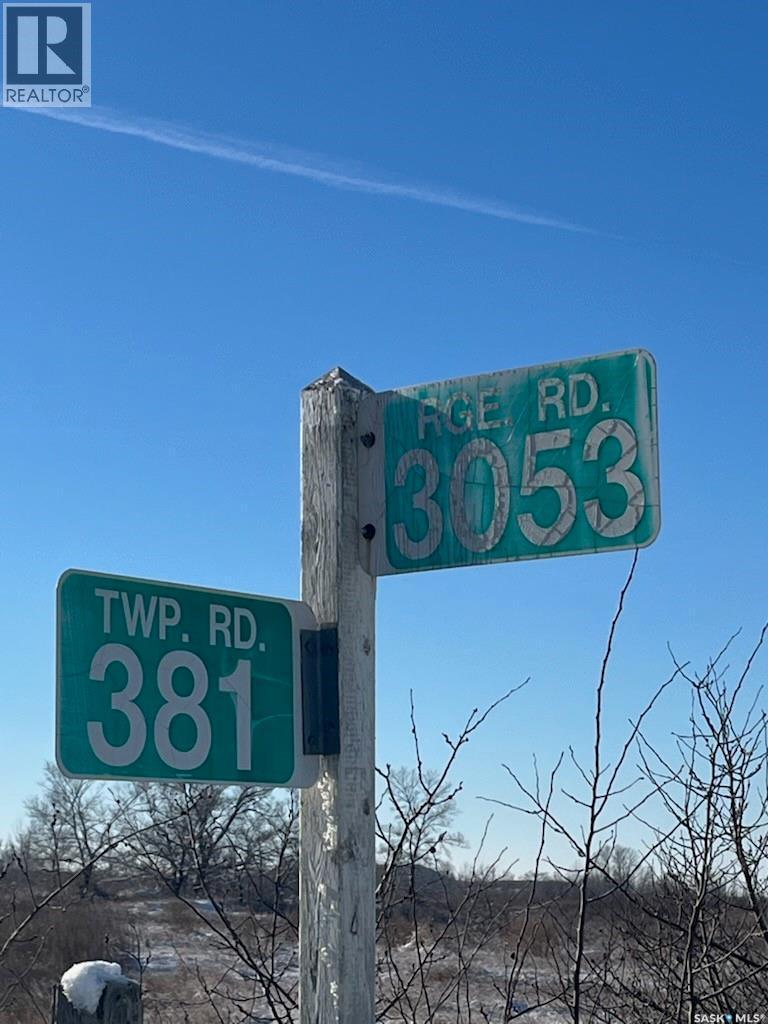 R
REALTOR®
RGE. RD.
3053
TWP. RD.
381
SASK MLS®